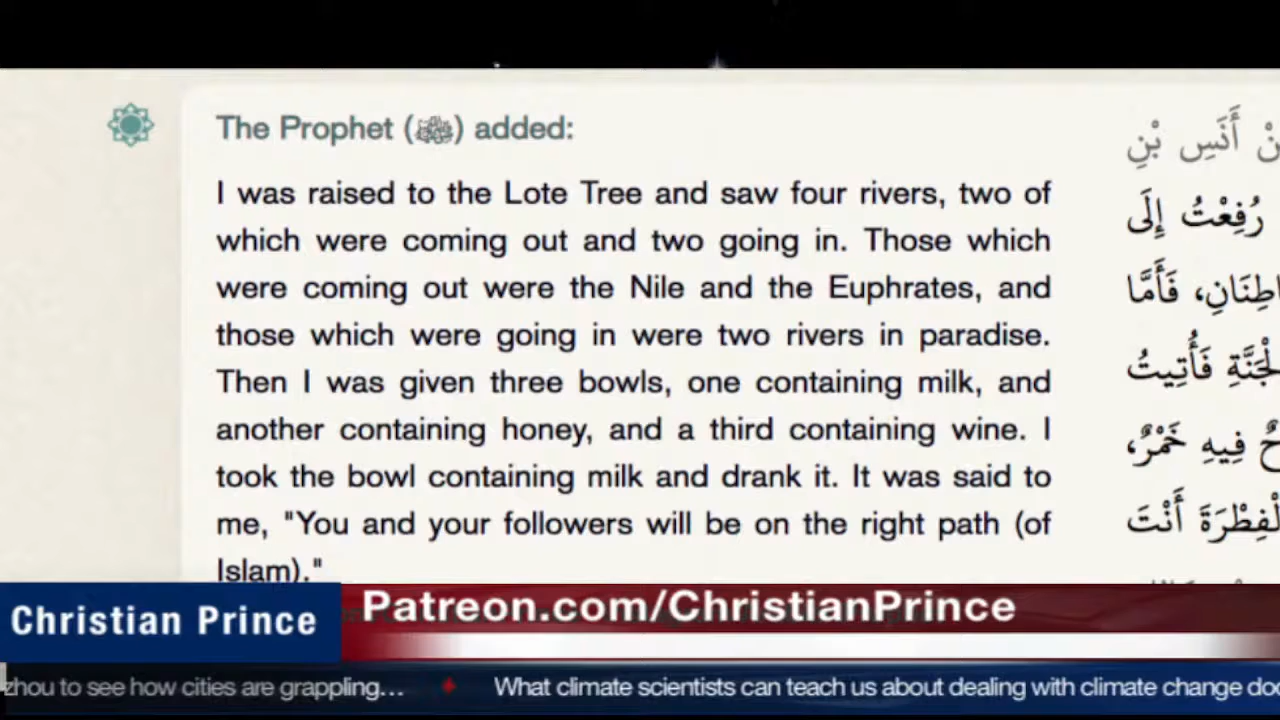 The Prophet (ﷺ) added:
نْ أَنَسِ بْنِ
I was raised to the Lote Tree and saw four rivers, two of
رُفِعْتُ إِلَى
which were coming out and two going in. Those which
were coming out were the Nile and the Euphrates, and
اطِنَانِ، فَأَمَّا
those which were going in were two rivers in paradise.
Then I was given three bowls, one containing milk, and
لْجَنَّةِ فَأُتِيتُ
another containing honey, and a third containing wine. I
حٌ فِيهِ خَمْرٌ،
took the bowl containing milk and drank it. It was said to
me, "You and your followers will be on the right path (of
لْفِطْرَةَ أَنْتَ
Islam)."
Christian Prince
Patreon.com/ChristianPrince
zhou to see how cities are grappling... What climate scientists can teach us about dealing with climate change doo